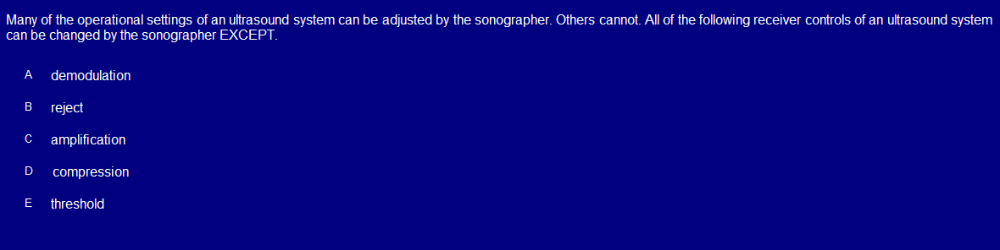 Many of the operational settings of an ultrasound system can be adjusted by the sonographer. Others cannot. All of the following receiver controls of an ultrasound system
can be changed by the sonographer EXCEPT.
A demodulation
B reject
C amplification
D compression
E threshold